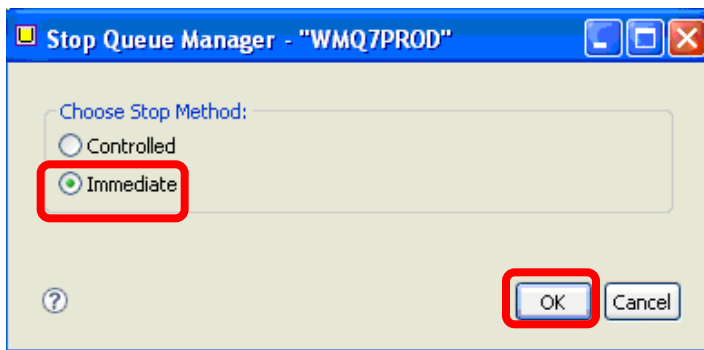 Stop Queue Manager - "WMQ7PROD"
Choose Stop Method:
Controlled
Immediate
?
OK
Cancel